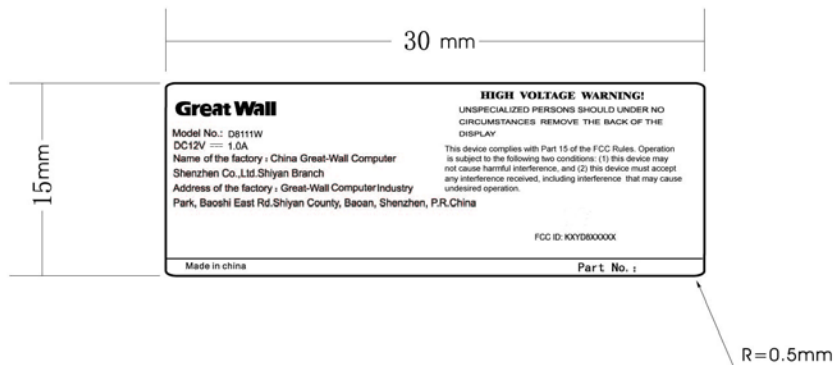 30 mm
15mm
Great Wall
Model No.: D8111W
DC12V ⎓ 1.0A
Name of the factory: China Great-Wall Computer
Shenzhen Co.,Ltd.Shiyan Branch
Address of the factory: Great-Wall Computer Industry
Park, Baoshi East Rd.Shiyan County, Baoan, Shenzhen, P.R.China
HIGH VOLTAGE WARNING!
UNSPECIALIZED PERSONS SHOULD UNDER NO
CIRCUMSTANCES REMOVE THE BACK OF THE
DISPLAY
This device complies with Part 15 of the FCC Rules. Operation
is subject to the following two conditions: (1) this device may
not cause harmful interference, and (2) this device must accept
any interference received, including interference that may cause
undesired operation.
FCC ID: KXYD8XXXXX
Made in china
Part No.:
R=0.5mm